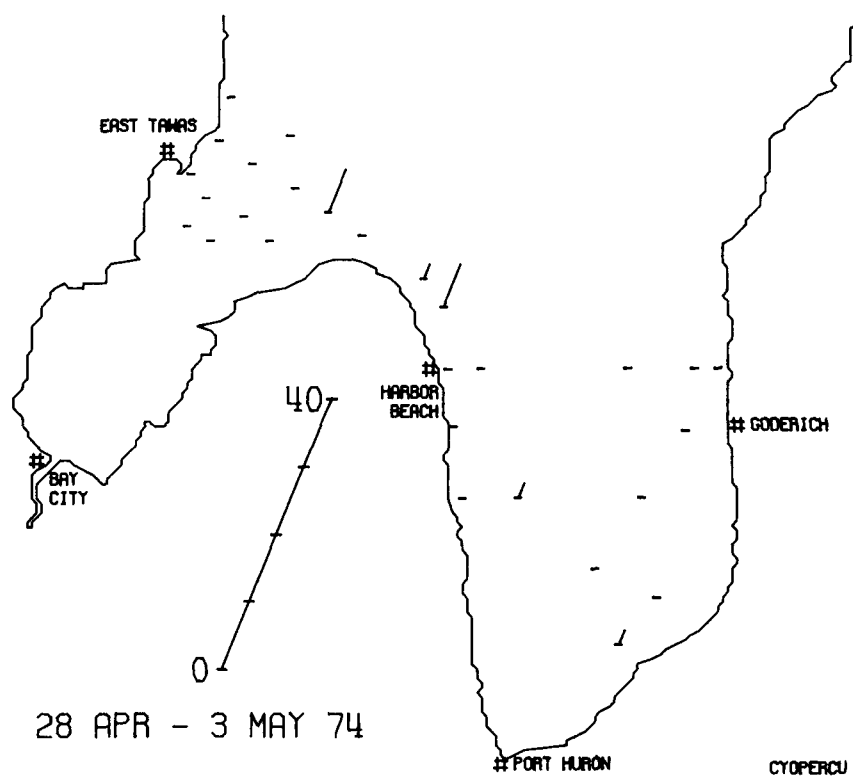 EAST TAWAS
#
40
#
HARBOR
BEACH
# GODERICH
#
BAY
CITY
0
28 APR - 3 MAY 74
# PORT HURON
CYOPERCU